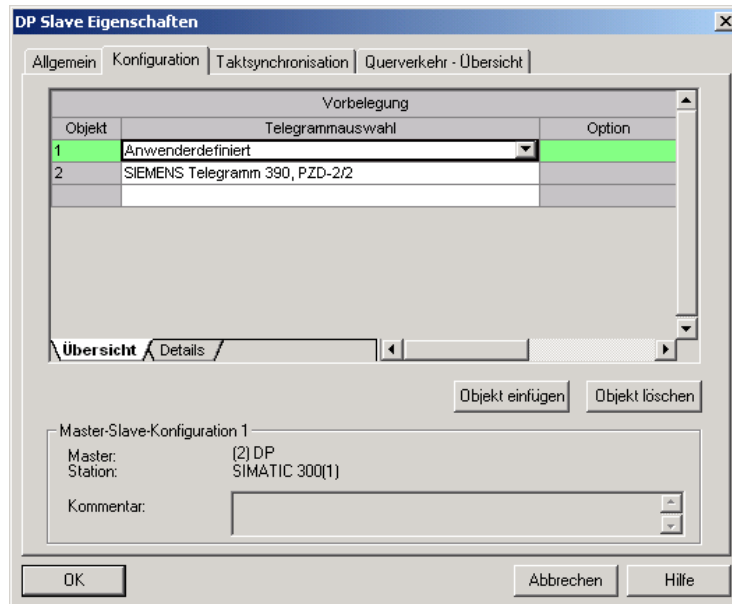 DP Slave Eigenschaften
Allgemein Konfiguration Taktsynchronisation Querverkehr - Übersicht
Vorbelegung
Objekt Telegrammauswahl Option
1 Anwenderdefiniert
2 SIEMENS Telegramm 390, PZD-2/2
Übersicht Details
Objekt einfügen Objekt löschen
Master-Slave-Konfiguration 1
Master: (2) DP
Station: SIMATIC 300(1)
Kommentar:
OK Abbrechen Hilfe